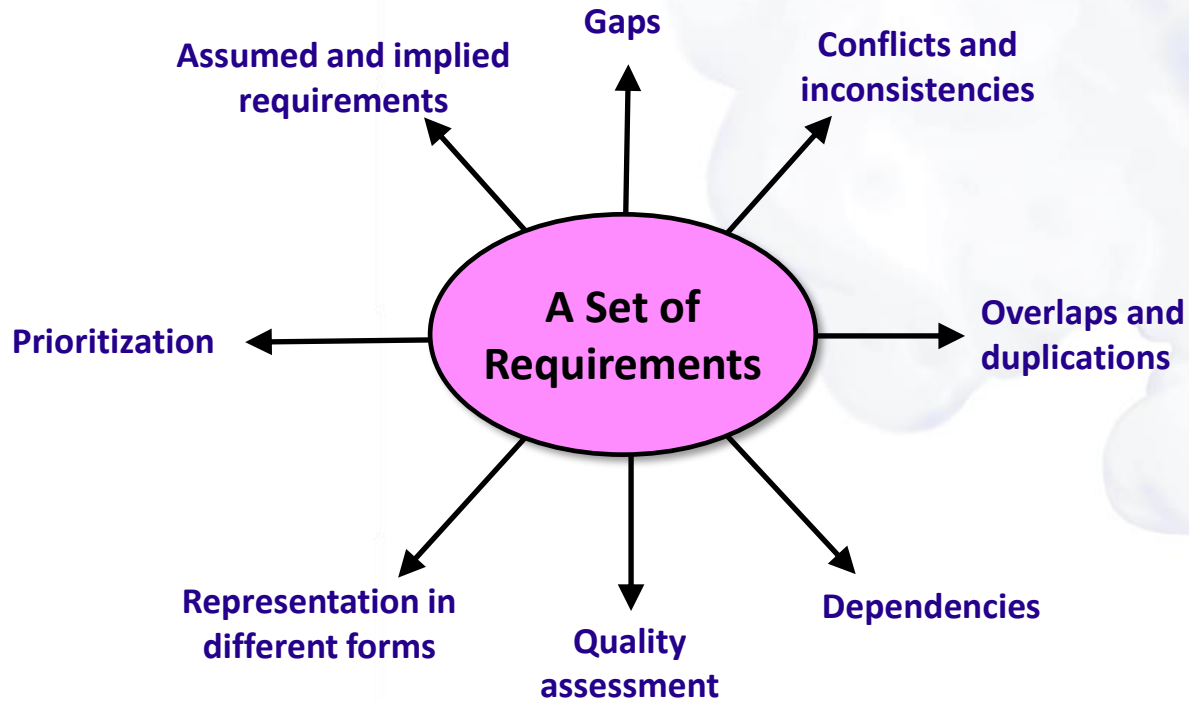 Gaps
Assumed and implied
requirements
Conflicts and
inconsistencies
A Set of
Requirements
Prioritization
Overlaps and
duplications
Representation in
different forms
Quality
assessment
Dependencies